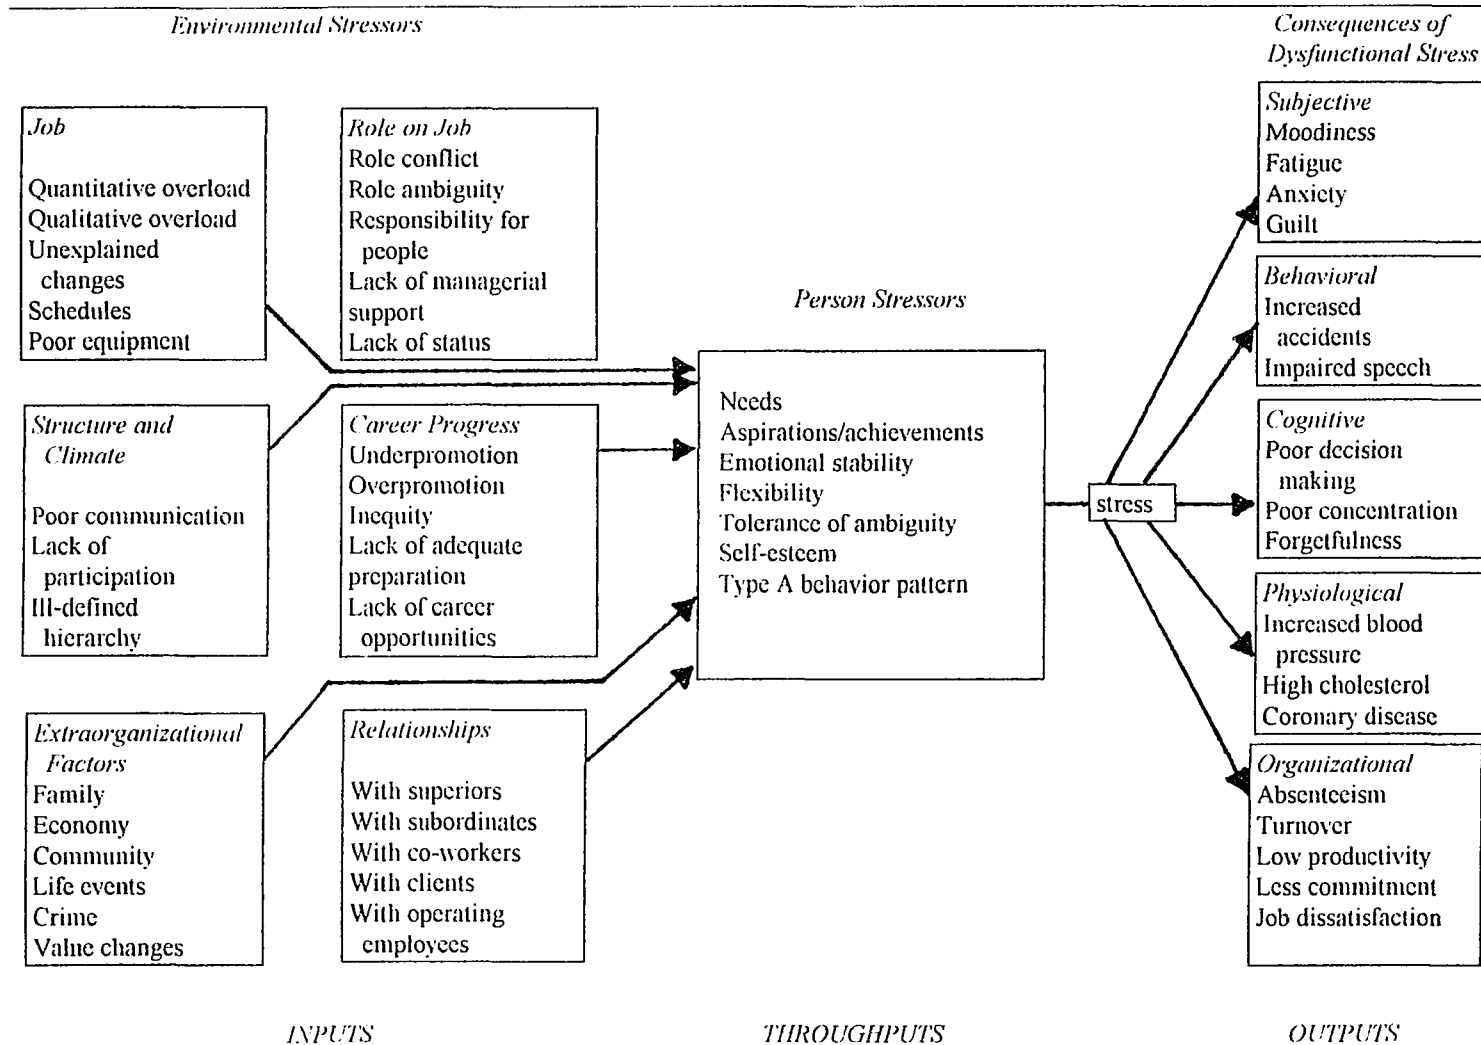 Environmental Stressors
Consequences of
Dysfunctional Stress
Job
Quantitative overload
Qualitative overload
Unexplained
changes
Schedules
Poor equipment
Role on Job
Role conflict
Role ambiguity
Responsibility for
people
Lack of managerial
support
Lack of status
Structure and
Climate
Poor communication
Lack of
participation
Ill-defined
hierarchy
Career Progress
Underpromotion
Overpromotion
Inequity
Lack of adequate
preparation
Lack of career
opportunities
Extraorganizational
Factors
Family
Economy
Community
Life events
Crime
Value changes
Relationships
With superiors
With subordinates
With co-workers
With clients
With operating
employees
Person Stressors
Needs
Aspirations/achievements
Emotional stability
Flexibility
Tolerance of ambiguity
Self-esteem
Type A behavior pattern
stress
Subjective
Moodiness
Fatigue
Anxiety
Guilt
Behavioral
Increased
accidents
Impaired speech
Cognitive
Poor decision
making
Poor concentration
Forgetfulness
Physiological
Increased blood
pressure
High cholesterol
Coronary disease
Organizational
Absenteeism
Turnover
Low productivity
Less commitment
Job dissatisfaction
INPUTS
THROUGHPUTS
OUTPUTS